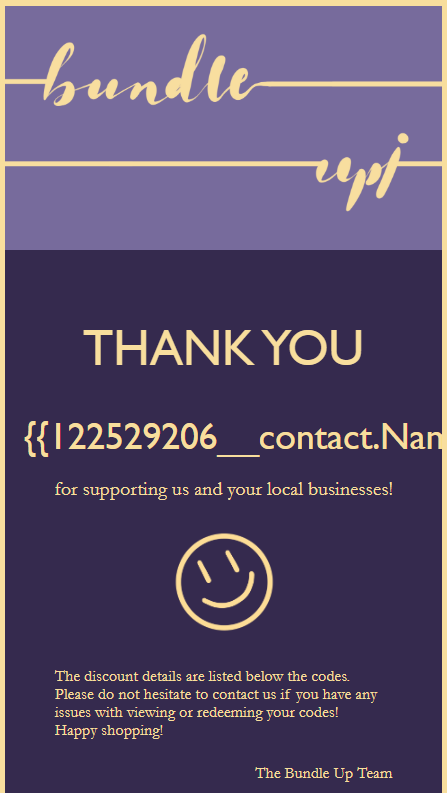 bundle
up!
THANK YOU
{{122529206__contact.Nam
for supporting us and your local businesses!
The discount details are listed below the codes.
Please do not hesitate to contact us if you have any
issues with viewing or redeeming your codes!
Happy shopping!
The Bundle Up Team